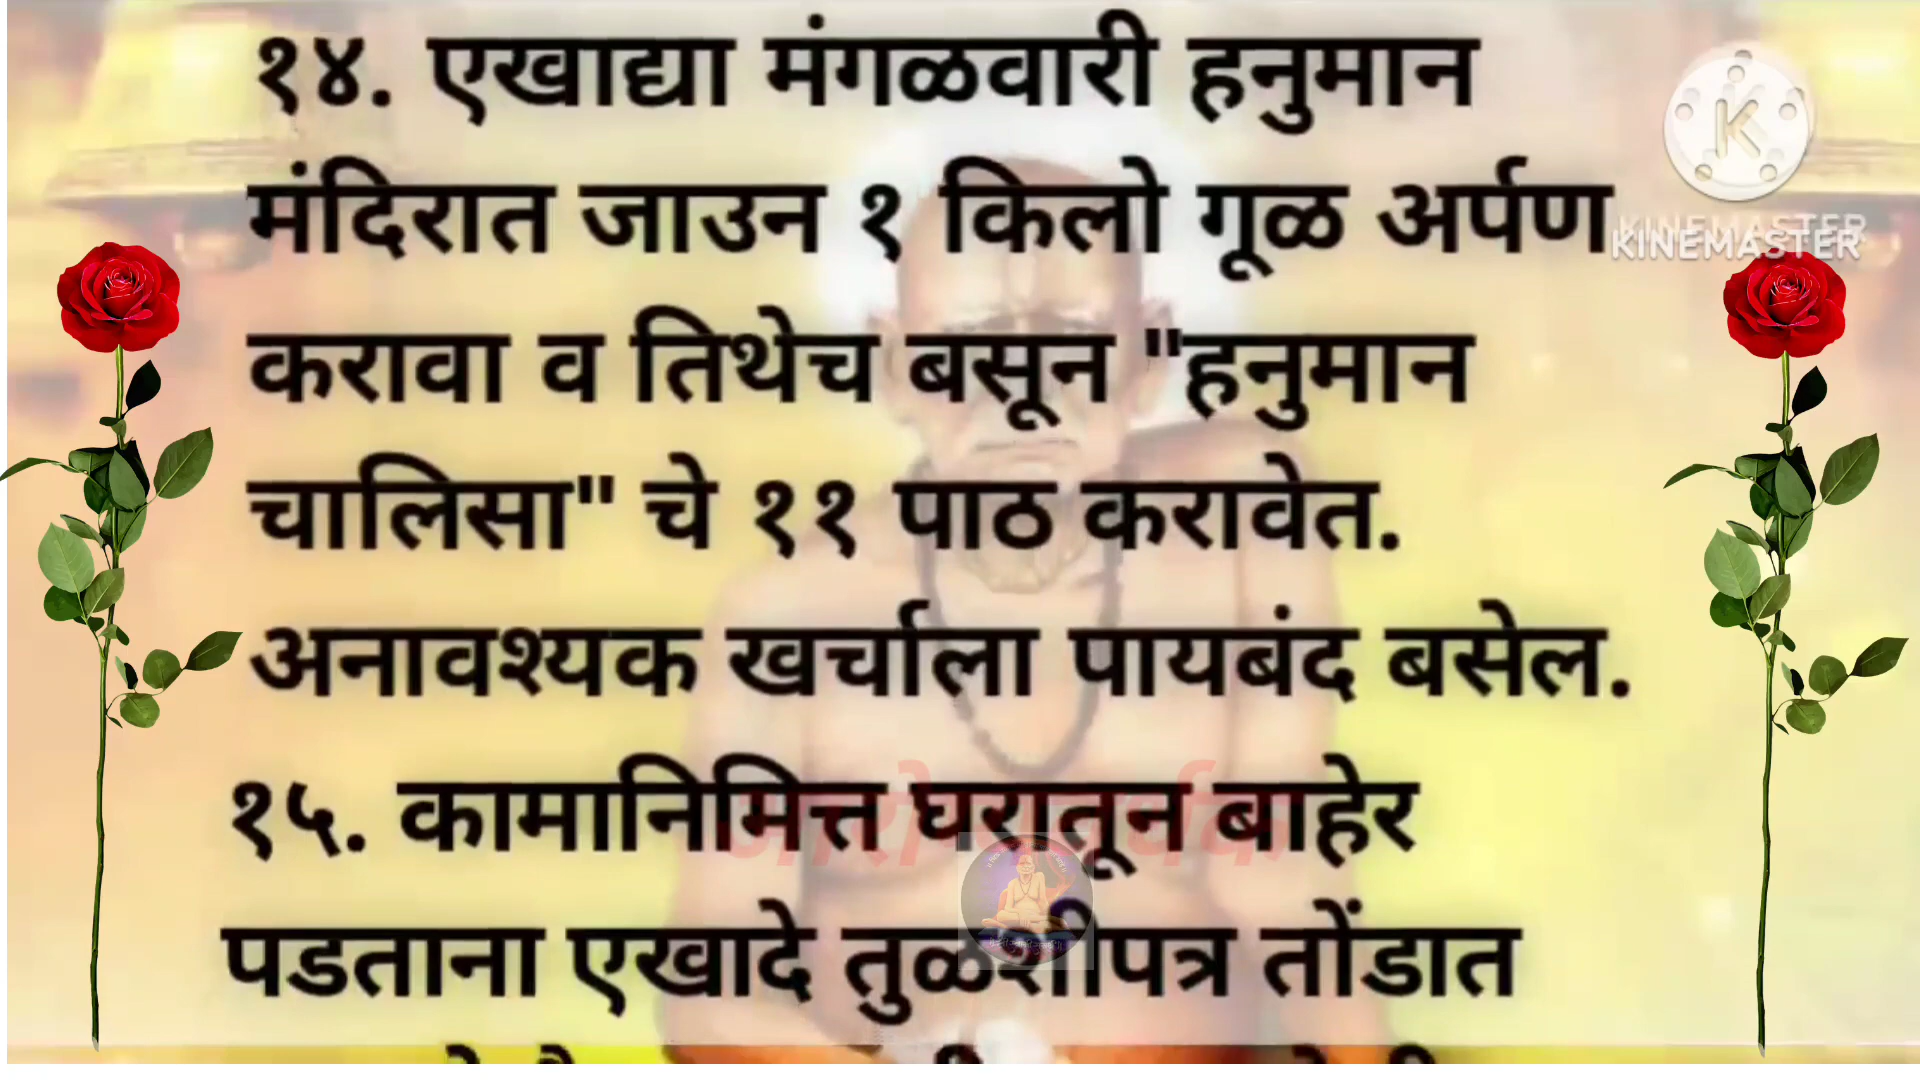 १४. एखाद्या मंगळवारी हनुमान
मंदिरात जाउन १ किलो गूळ अर्पण
करावा व तिथेच बसून "हनुमान
चालिसा" चे ११ पाठ करावेत.
अनावश्यक खर्चाला पायबंद बसेल.
१५. कामानिमित्त घरातून बाहेर
पडताना एखादे तुळशीपत्र तोंडात
K
KINEMASTER
KINEMASTER